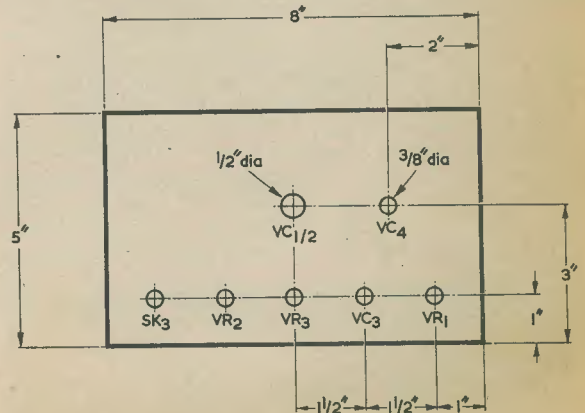 8"
2"
1/2" dia
3/8" dia
VC1/2
VC4
5"
3"
SK3
VR2
VR3
VC3
VR1
1"
1 1/2"
1 1/2"
1"